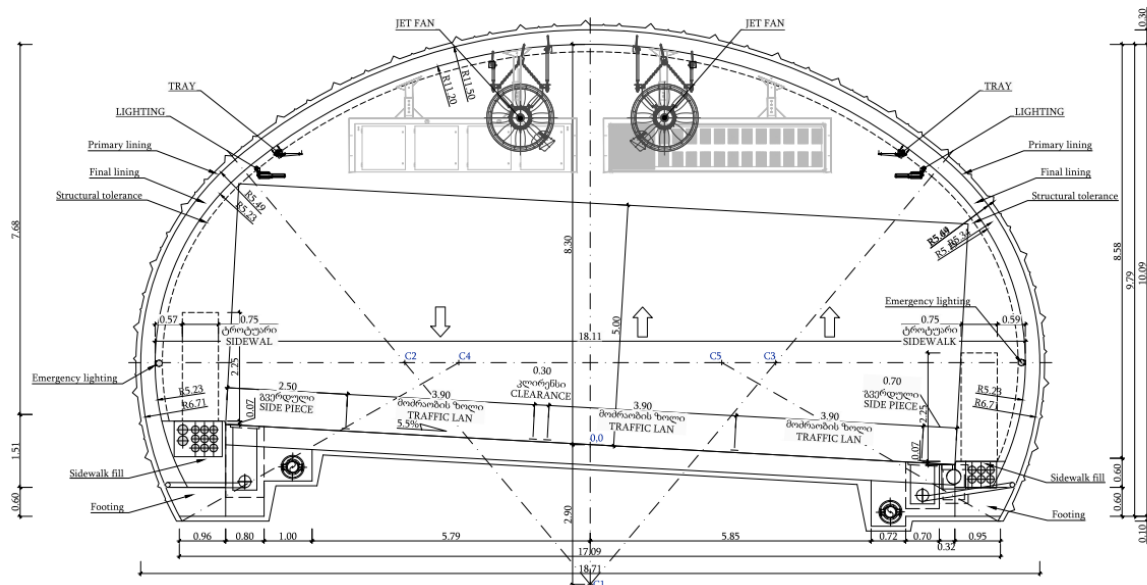 JET FAN
JET FAN
0.30
R11.50
R11.20
TRAY
TRAY
LIGHTING
LIGHTING
Primary lining
Primary lining
Final lining
Final lining
Structural tolerance
Structural tolerance
R5.49
R5.23
7.68
8.30
8.58
9.79
10.09
5.00
Emergency lighting
0.57
0.75
ტროტუარი
SIDEWAL
0.75
0.59
ტროტუარი
SIDEWALK
18.11
C2
C4
C5
C3
2.25
Emergency lighting
R5.23
R6.71
2.50
გვერდული
SIDE PIECE
3.90
მოძრაობის ზოლი
TRAFFIC LAN
5.5%
0.30
კლირენსი
CLEARANCE
3.90
მოძრაობის ზოლი
TRAFFIC LAN
3.90
მოძრაობის ზოლი
TRAFFIC LAN
0.70
გვერდული
SIDE PIECE
2.25
R5.23
R6.71
0.07
0.07
0.0
1.51
0.60
Sidewalk fill
Sidewalk fill
0.60
0.60
Footing
Footing
2.90
0.10
0.96
0.80
1.00
5.79
5.85
0.72
0.70
0.32
0.95
17.09
18.71
C1